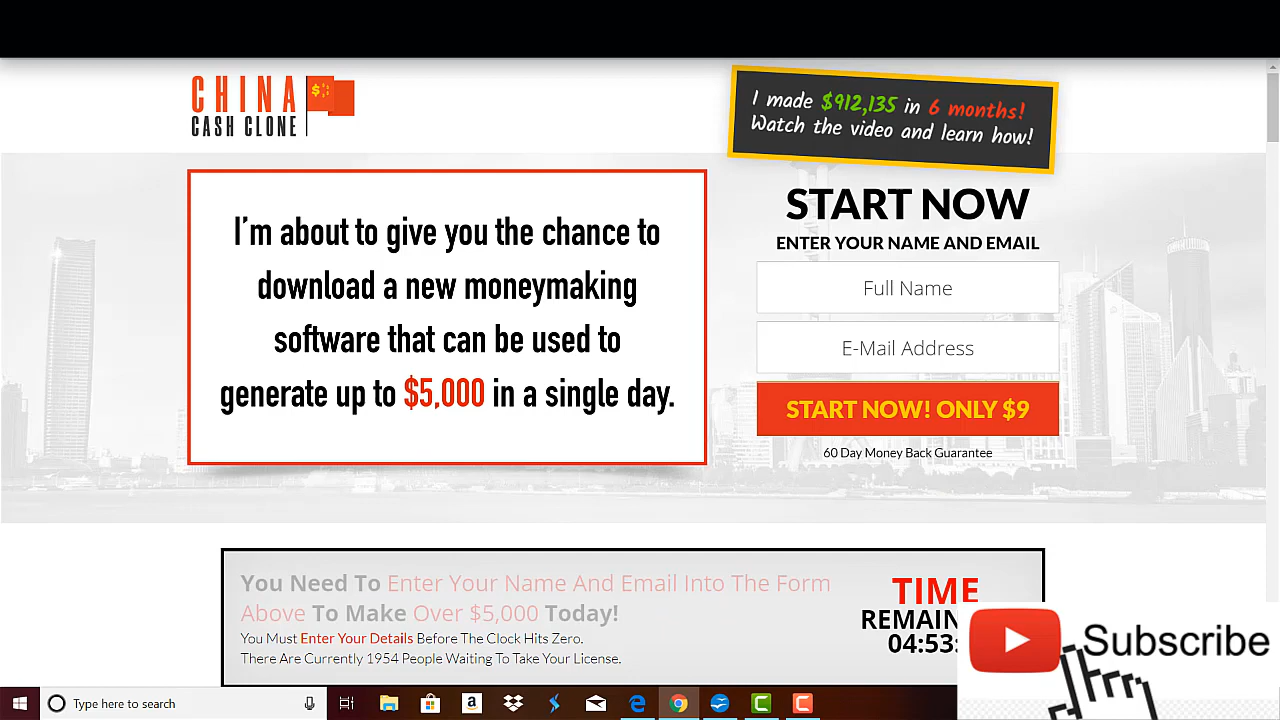 CHINA
CASH CLONE
I made $912,135 in 6 months!
Watch the video and learn how!
I'm about to give you the chance to
download a new moneymaking
software that can be used to
generate up to $5,000 in a single day.
START NOW
ENTER YOUR NAME AND EMAIL
Full Name
E-Mail Address
START NOW! ONLY $9
60 Day Money Back Guarantee
You Need To Enter Your Name And Email Into The Form
Above To Make Over $5,000 Today!
You Must Enter Your Details Before The Clock Hits Zero.
There Are Currently 1954 People Waiting To Take Your License.
TIME
REMAIN
04:53:
Subscribe
Type here to search